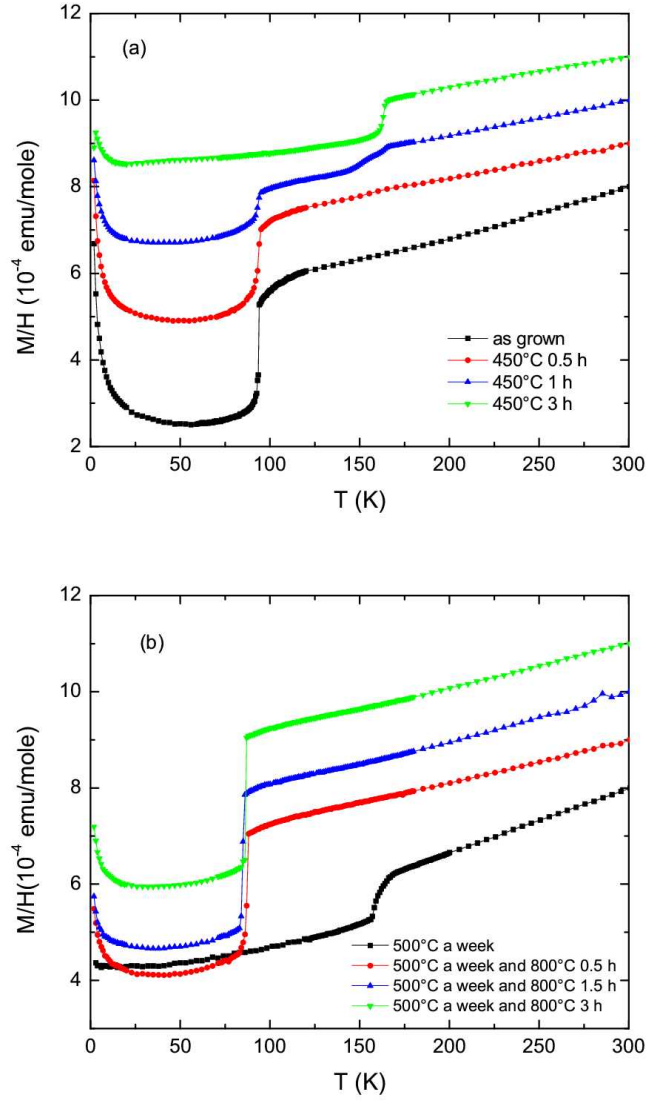 12
10
8
6
4
2
M/H (10⁻⁴ emu/mole)
(a)
as grown
450°C 0.5 h
450°C 1 h
450°C 3 h
0 50 100 150 200 250 300
T (K)
12
10
8
6
4
M/H(10⁻⁴ emu/mole)
(b)
500°C a week
500°C a week and 800°C 0.5 h
500°C a week and 800°C 1.5 h
500°C a week and 800°C 3 h
0 50 100 150 200 250 300
T (K)